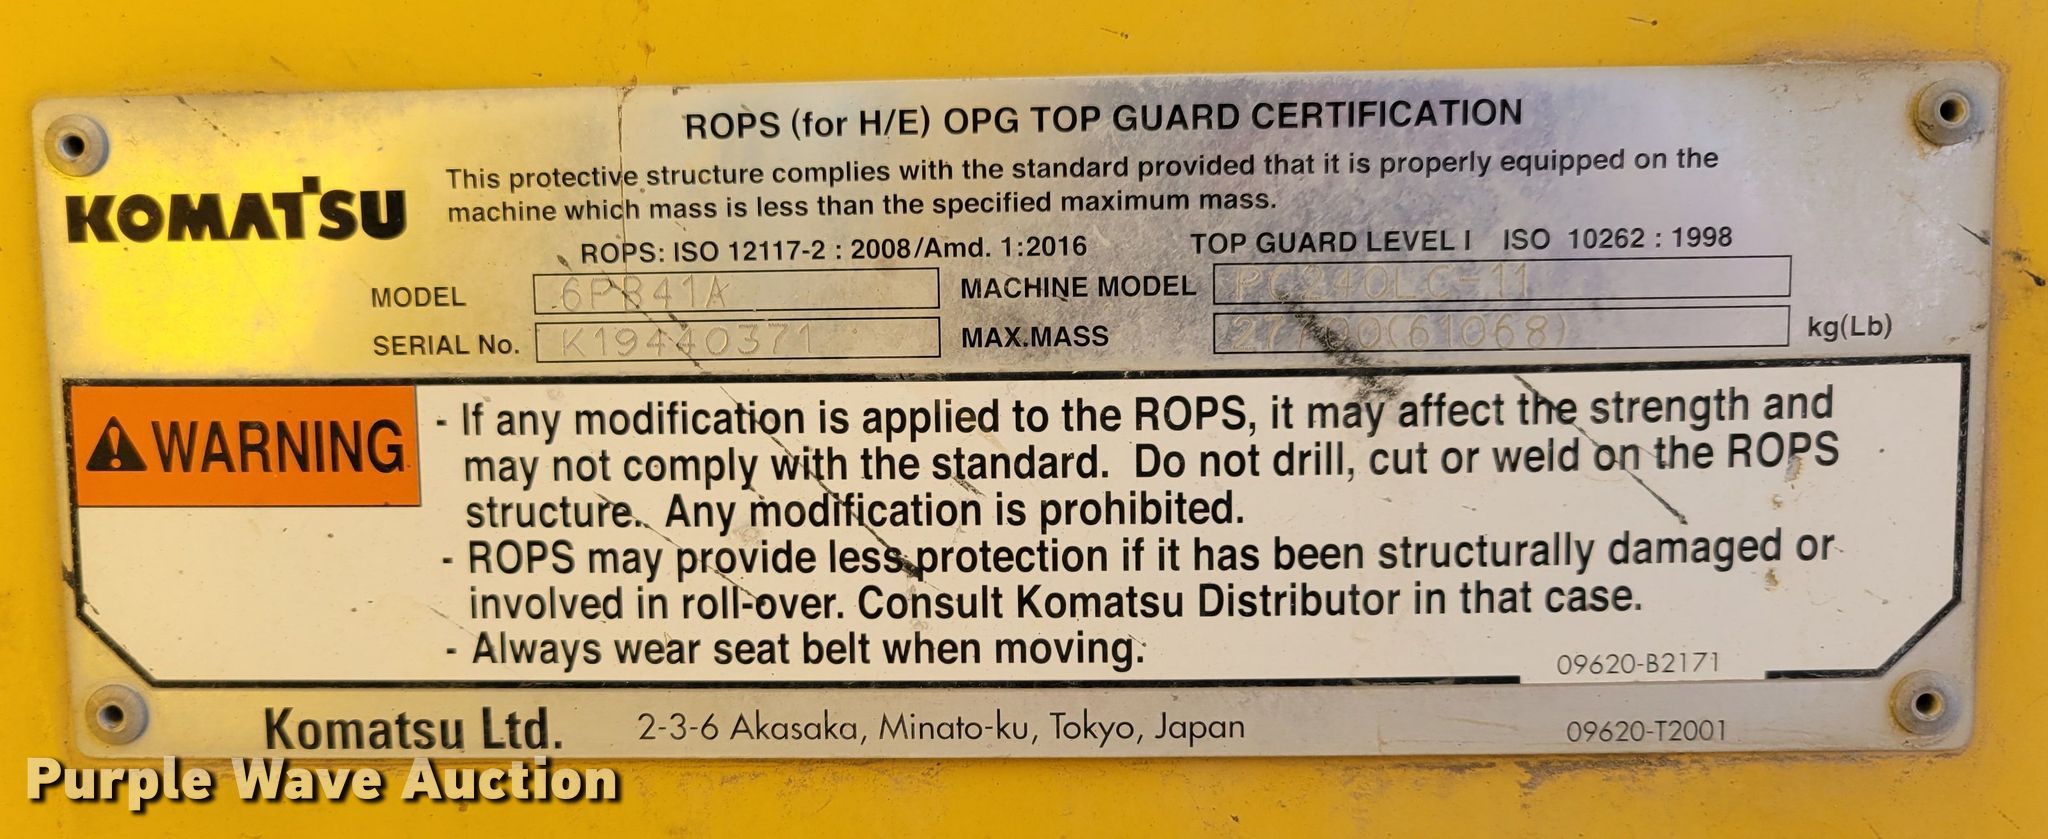 ROPS (for H/E) OPG TOP GUARD CERTIFICATION
KOMATSU
This protective structure complies with the standard provided that it is properly equipped on the
machine which mass is less than the specified maximum mass.
ROPS: ISO 12117-2 : 2008/Amd. 1:2016 TOP GUARD LEVEL I ISO 10262 : 1998
MODEL 6PB41A MACHINE MODEL PC240LC-11
SERIAL No. K19440371 MAX.MASS 27700(61068) kg(Lb)
WARNING
- If any modification is applied to the ROPS, it may affect the strength and
may not comply with the standard. Do not drill, cut or weld on the ROPS
structure. Any modification is prohibited.
- ROPS may provide less protection if it has been structurally damaged or
involved in roll-over. Consult Komatsu Distributor in that case.
- Always wear seat belt when moving.
09620-B2171
Komatsu Ltd. 2-3-6 Akasaka, Minato-ku, Tokyo, Japan 09620-T2001
Purple Wave Auction